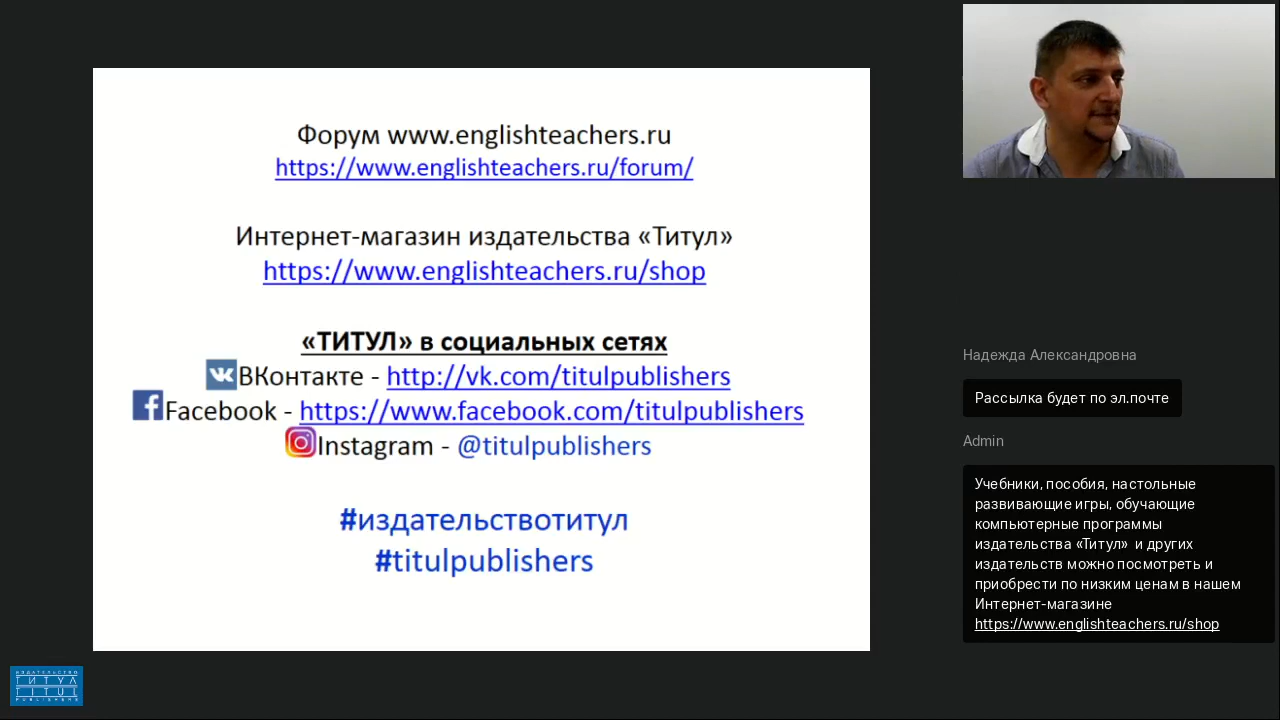 Форум www.englishteachers.ru
https://www.englishteachers.ru/forum/
Интернет-магазин издательства «Титул»
https://www.englishteachers.ru/shop
«ТИТУЛ» в социальных сетях
ВКонтакте - http://vk.com/titulpublishers
Facebook - https://www.facebook.com/titulpublishers
Instagram - @titulpublishers
#издательствотитул
#titulpublishers
Надежда Александровна
Рассылка будет по эл.почте
Admin
Учебники, пособия, настольные
развивающие игры, обучающие
компьютерные программы
издательства «Титул» и других
издательств можно посмотреть и
приобрести по низким ценам в нашем
Интернет-магазине
https://www.englishteachers.ru/shop
ИЗДАТЕЛЬСТВО
ТИТУЛ
TITUL
PUBLISHERS